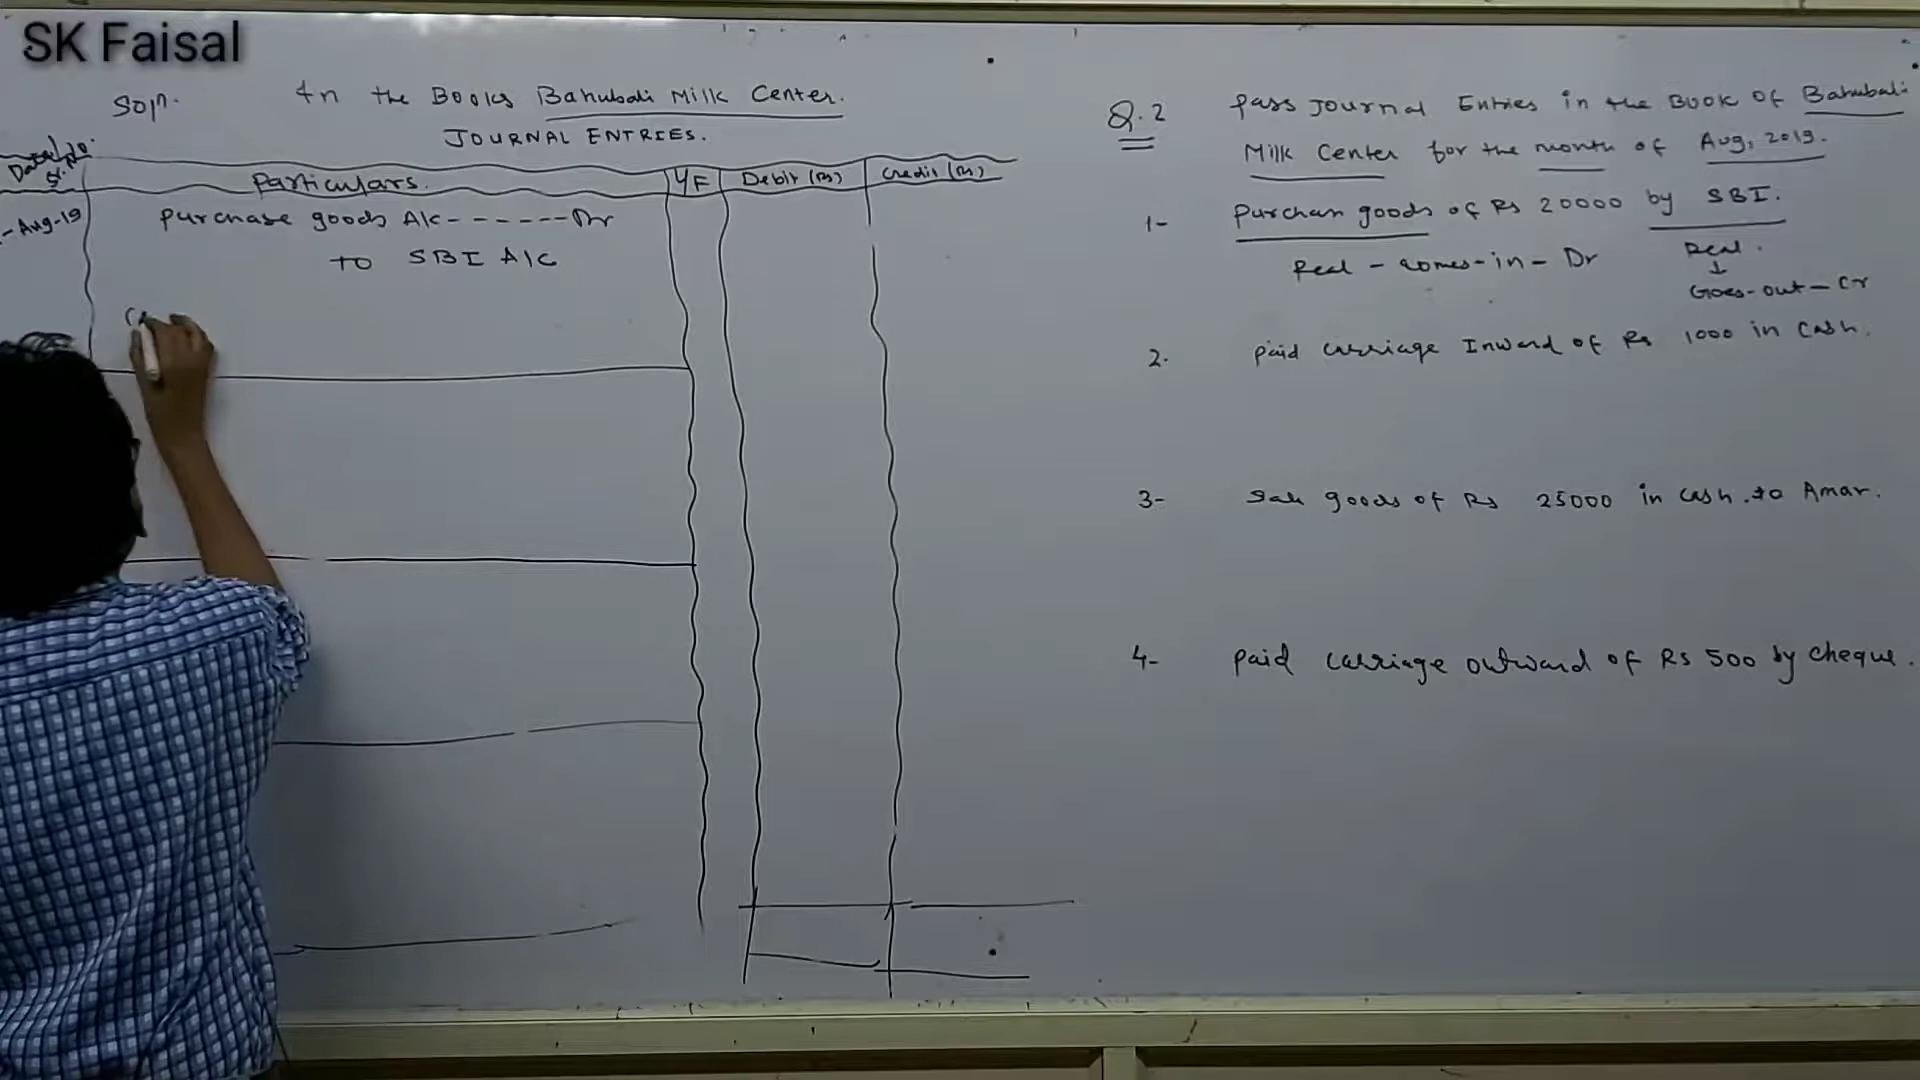 SK Faisal
Soln.
In the Books Bahubali Milk Center.
JOURNAL ENTRIES.
Particulars.
L/F
Debit (Rs)
Credit (Rs)
-Aug-19
Purchase goods A/c-------Dr
TO SBI A/c
Q.2 Pass Journal Entries in the BOOK OF Bahubali
Milk Center for the month of Aug, 2019.
1- Purchase goods of Rs 20000 by SBI.
Real - comes-in- Dr
Real.
↓
Goes-out-Cr
2. Paid carriage Inward of Rs 1000 in Cash.
3- Sale goods of Rs 25000 in cash. to Amar.
4- Paid carriage outward of Rs 500 by cheque.